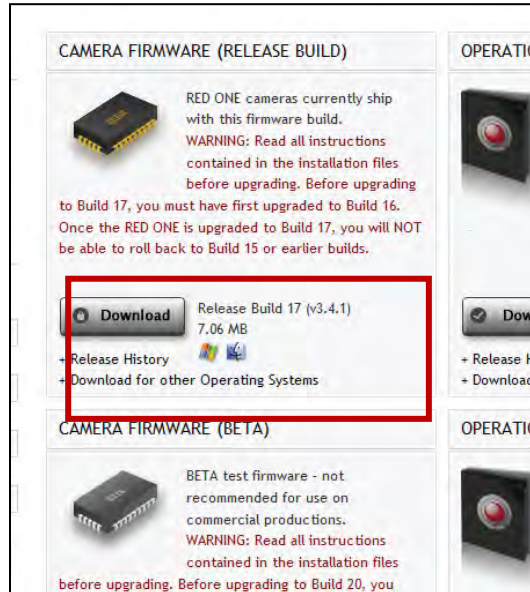 CAMERA FIRMWARE (RELEASE BUILD)
RED ONE cameras currently ship
with this firmware build.
WARNING: Read all instructions
contained in the installation files
before upgrading. Before upgrading
to Build 17, you must have first upgraded to Build 16.
Once the RED ONE is upgraded to Build 17, you will NOT
be able to roll back to Build 15 or earlier builds.
Download
Release Build 17 (v3.4.1)
7.06 MB
+ Release History
+ Download for other Operating Systems
CAMERA FIRMWARE (BETA)
BETA
BETA test firmware - not
recommended for use on
commercial productions.
WARNING: Read all instructions
contained in the installation files
before upgrading. Before upgrading to Build 20, you
OPERATI
Dow
+ Release H
+ Download
OPERATI